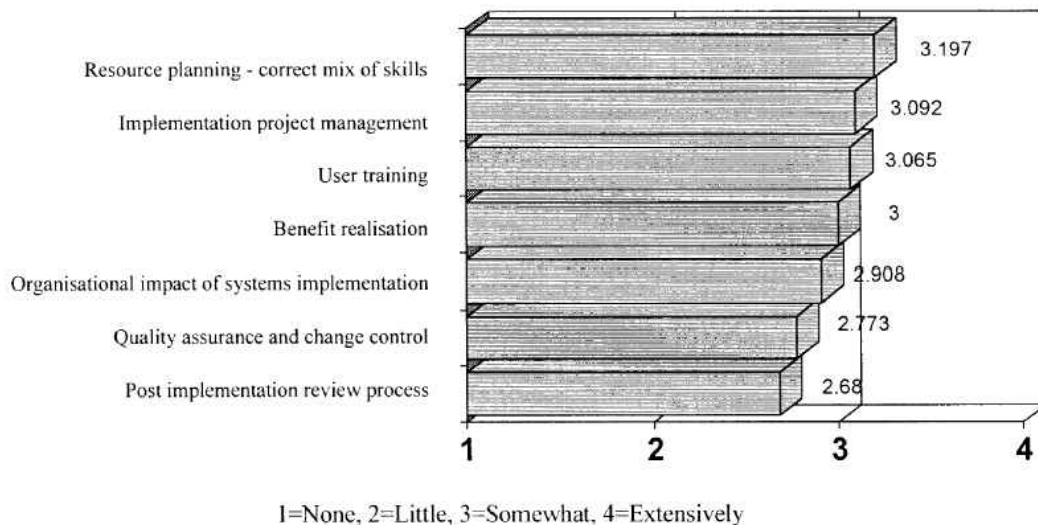 Resource planning - correct mix of skills
3.197
Implementation project management
3.092
User training
3.065
Benefit realisation
3
Organisational impact of systems implementation
2.908
Quality assurance and change control
2.773
Post implementation review process
2.68
1 2 3 4
1=None, 2=Little, 3=Somewhat, 4=Extensively